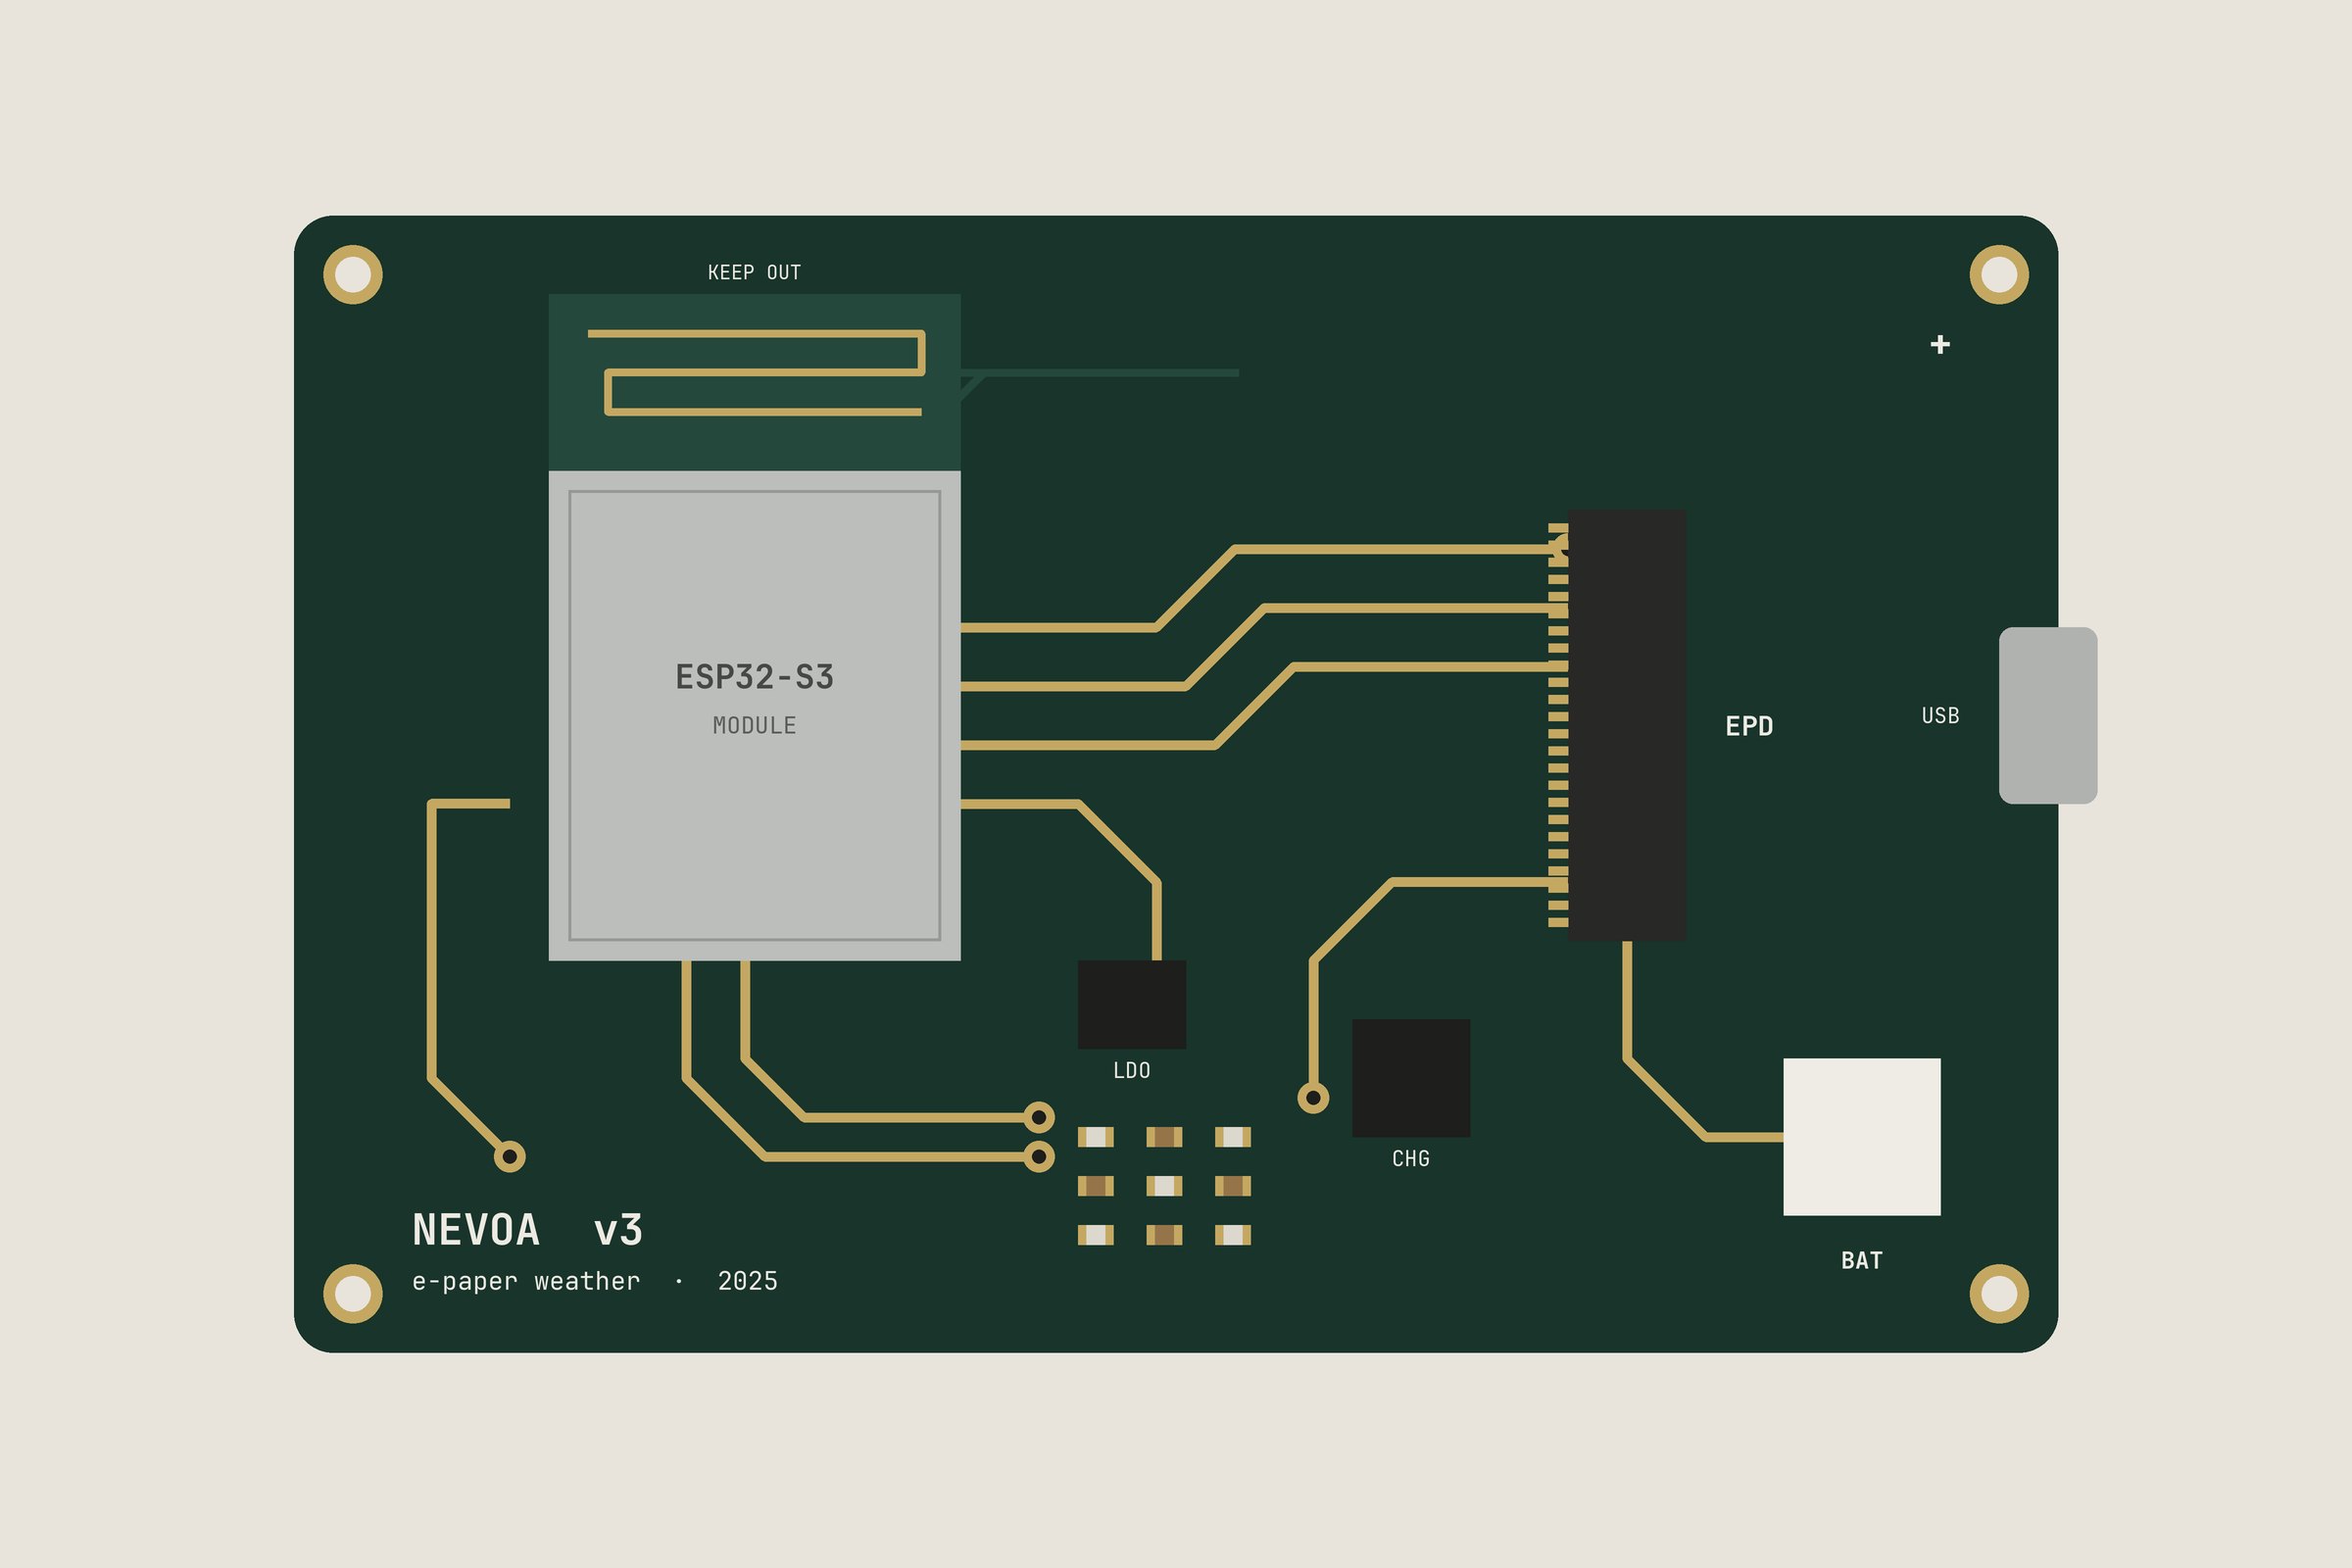 KEEP OUT
+
ESP32-S3
MODULE
EPD
USB
LDO
CHG
NEVOA v3
e-paper weather · 2025
BAT